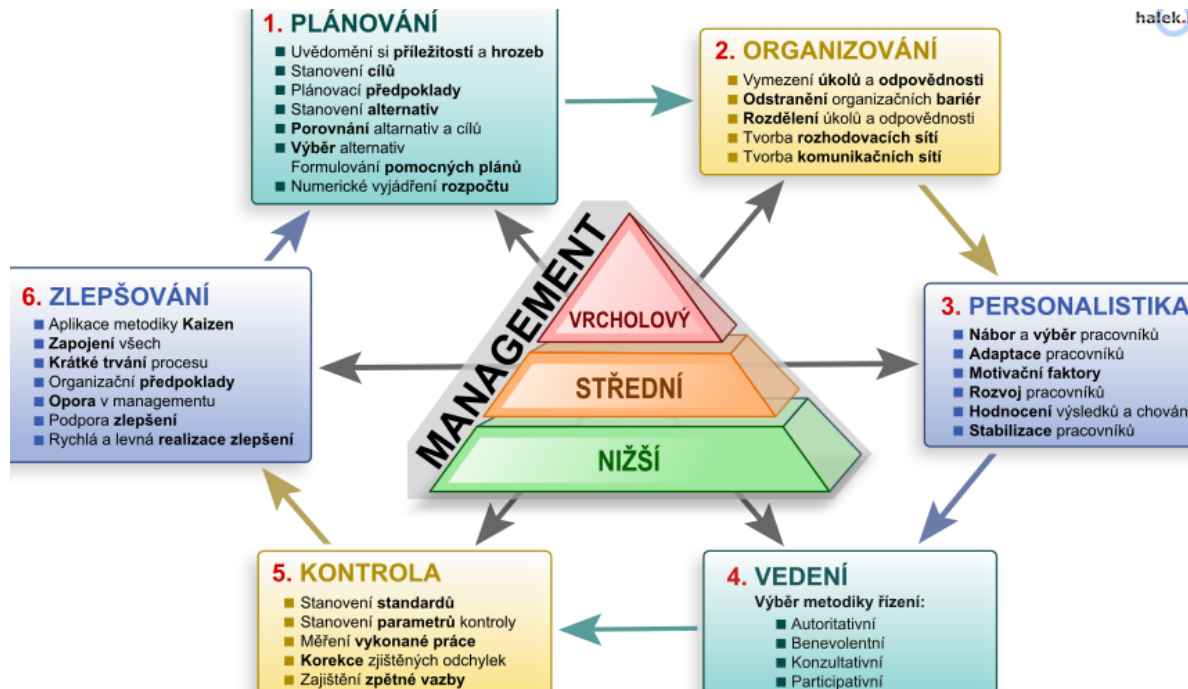 halek.
1. PLÁNOVÁNÍ
Uvědomění si příležitostí a hrozeb
Stanovení cílů
Plánovací předpoklady
Stanovení alternativ
Porovnání altarnativ a cílů
Výběr alternativ
Formulování pomocných plánů
Numerické vyjádření rozpočtu
2. ORGANIZOVÁNÍ
Vymezení úkolů a odpovědnosti
Odstranění organizačních bariér
Rozdělení úkolů a odpovědnosti
Tvorba rozhodovacích sítí
Tvorba komunikačních sítí
3. PERSONALISTIKA
Nábor a výběr pracovníků
Adaptace pracovníků
Motivační faktory
Rozvoj pracovníků
Hodnocení výsledků a chován
Stabilizace pracovníků
4. VEDENÍ
Výběr metodiky řízení:
Autoritativní
Benevolentní
Konzultativní
Participativní
5. KONTROLA
Stanovení standardů
Stanovení parametrů kontroly
Měření vykonané práce
Korekce zjištěných odchylek
Zajištění zpětné vazby
6. ZLEPŠOVÁNÍ
Aplikace metodiky Kaizen
Zapojení všech
Krátké trvání procesu
Organizační předpoklady
Opora v managementu
Podpora zlepšení
Rychlá a levná realizace zlepšení
MANAGEMENT
VRCHOLOVÝ
STŘEDNÍ
NIŽŠÍ